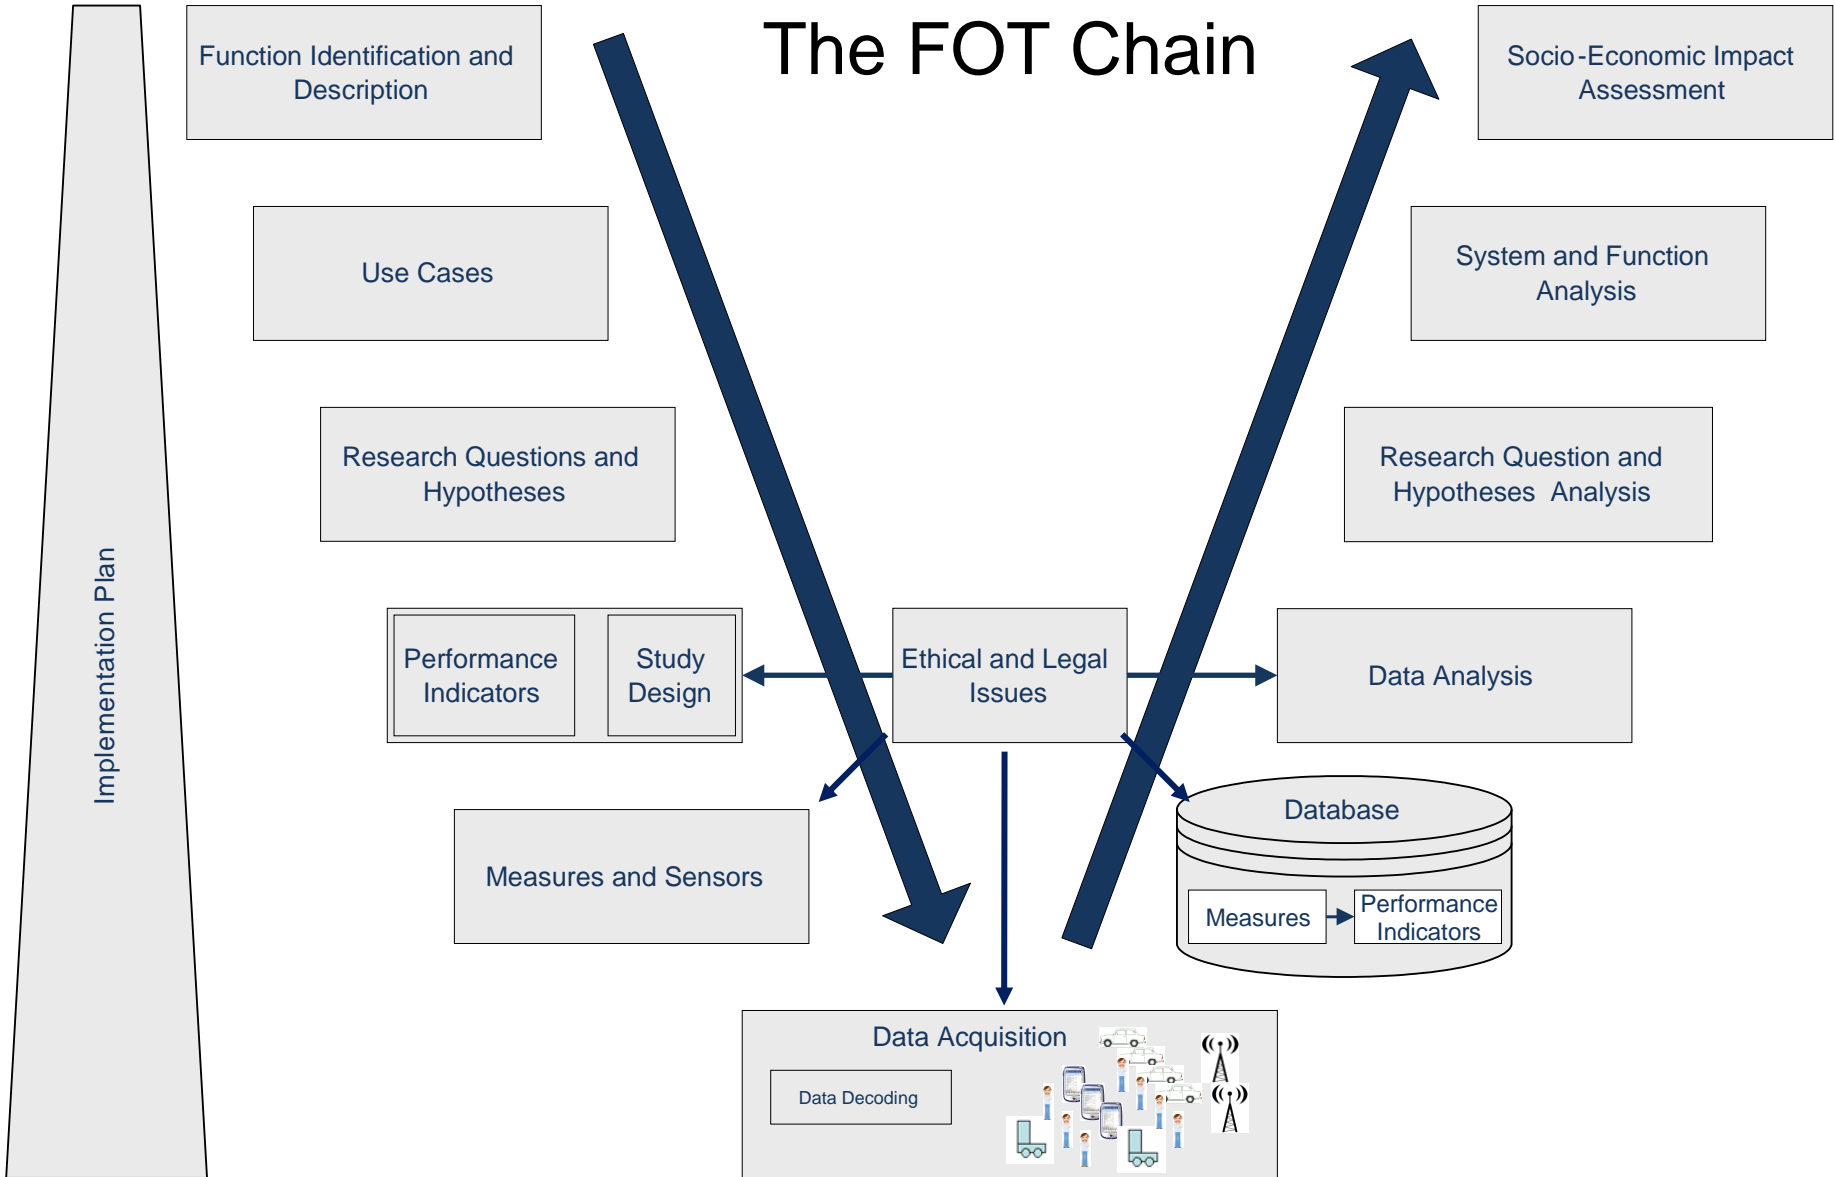 The FOT Chain
Function Identification and
Description
Socio-Economic Impact
Assessment
Use Cases
System and Function
Analysis
Research Questions and
Hypotheses
Research Question and
Hypotheses Analysis
Implementation Plan
Performance
Indicators
Study
Design
Ethical and Legal
Issues
Data Analysis
Measures and Sensors
Database
Measures
Performance
Indicators
Data Acquisition
Data Decoding